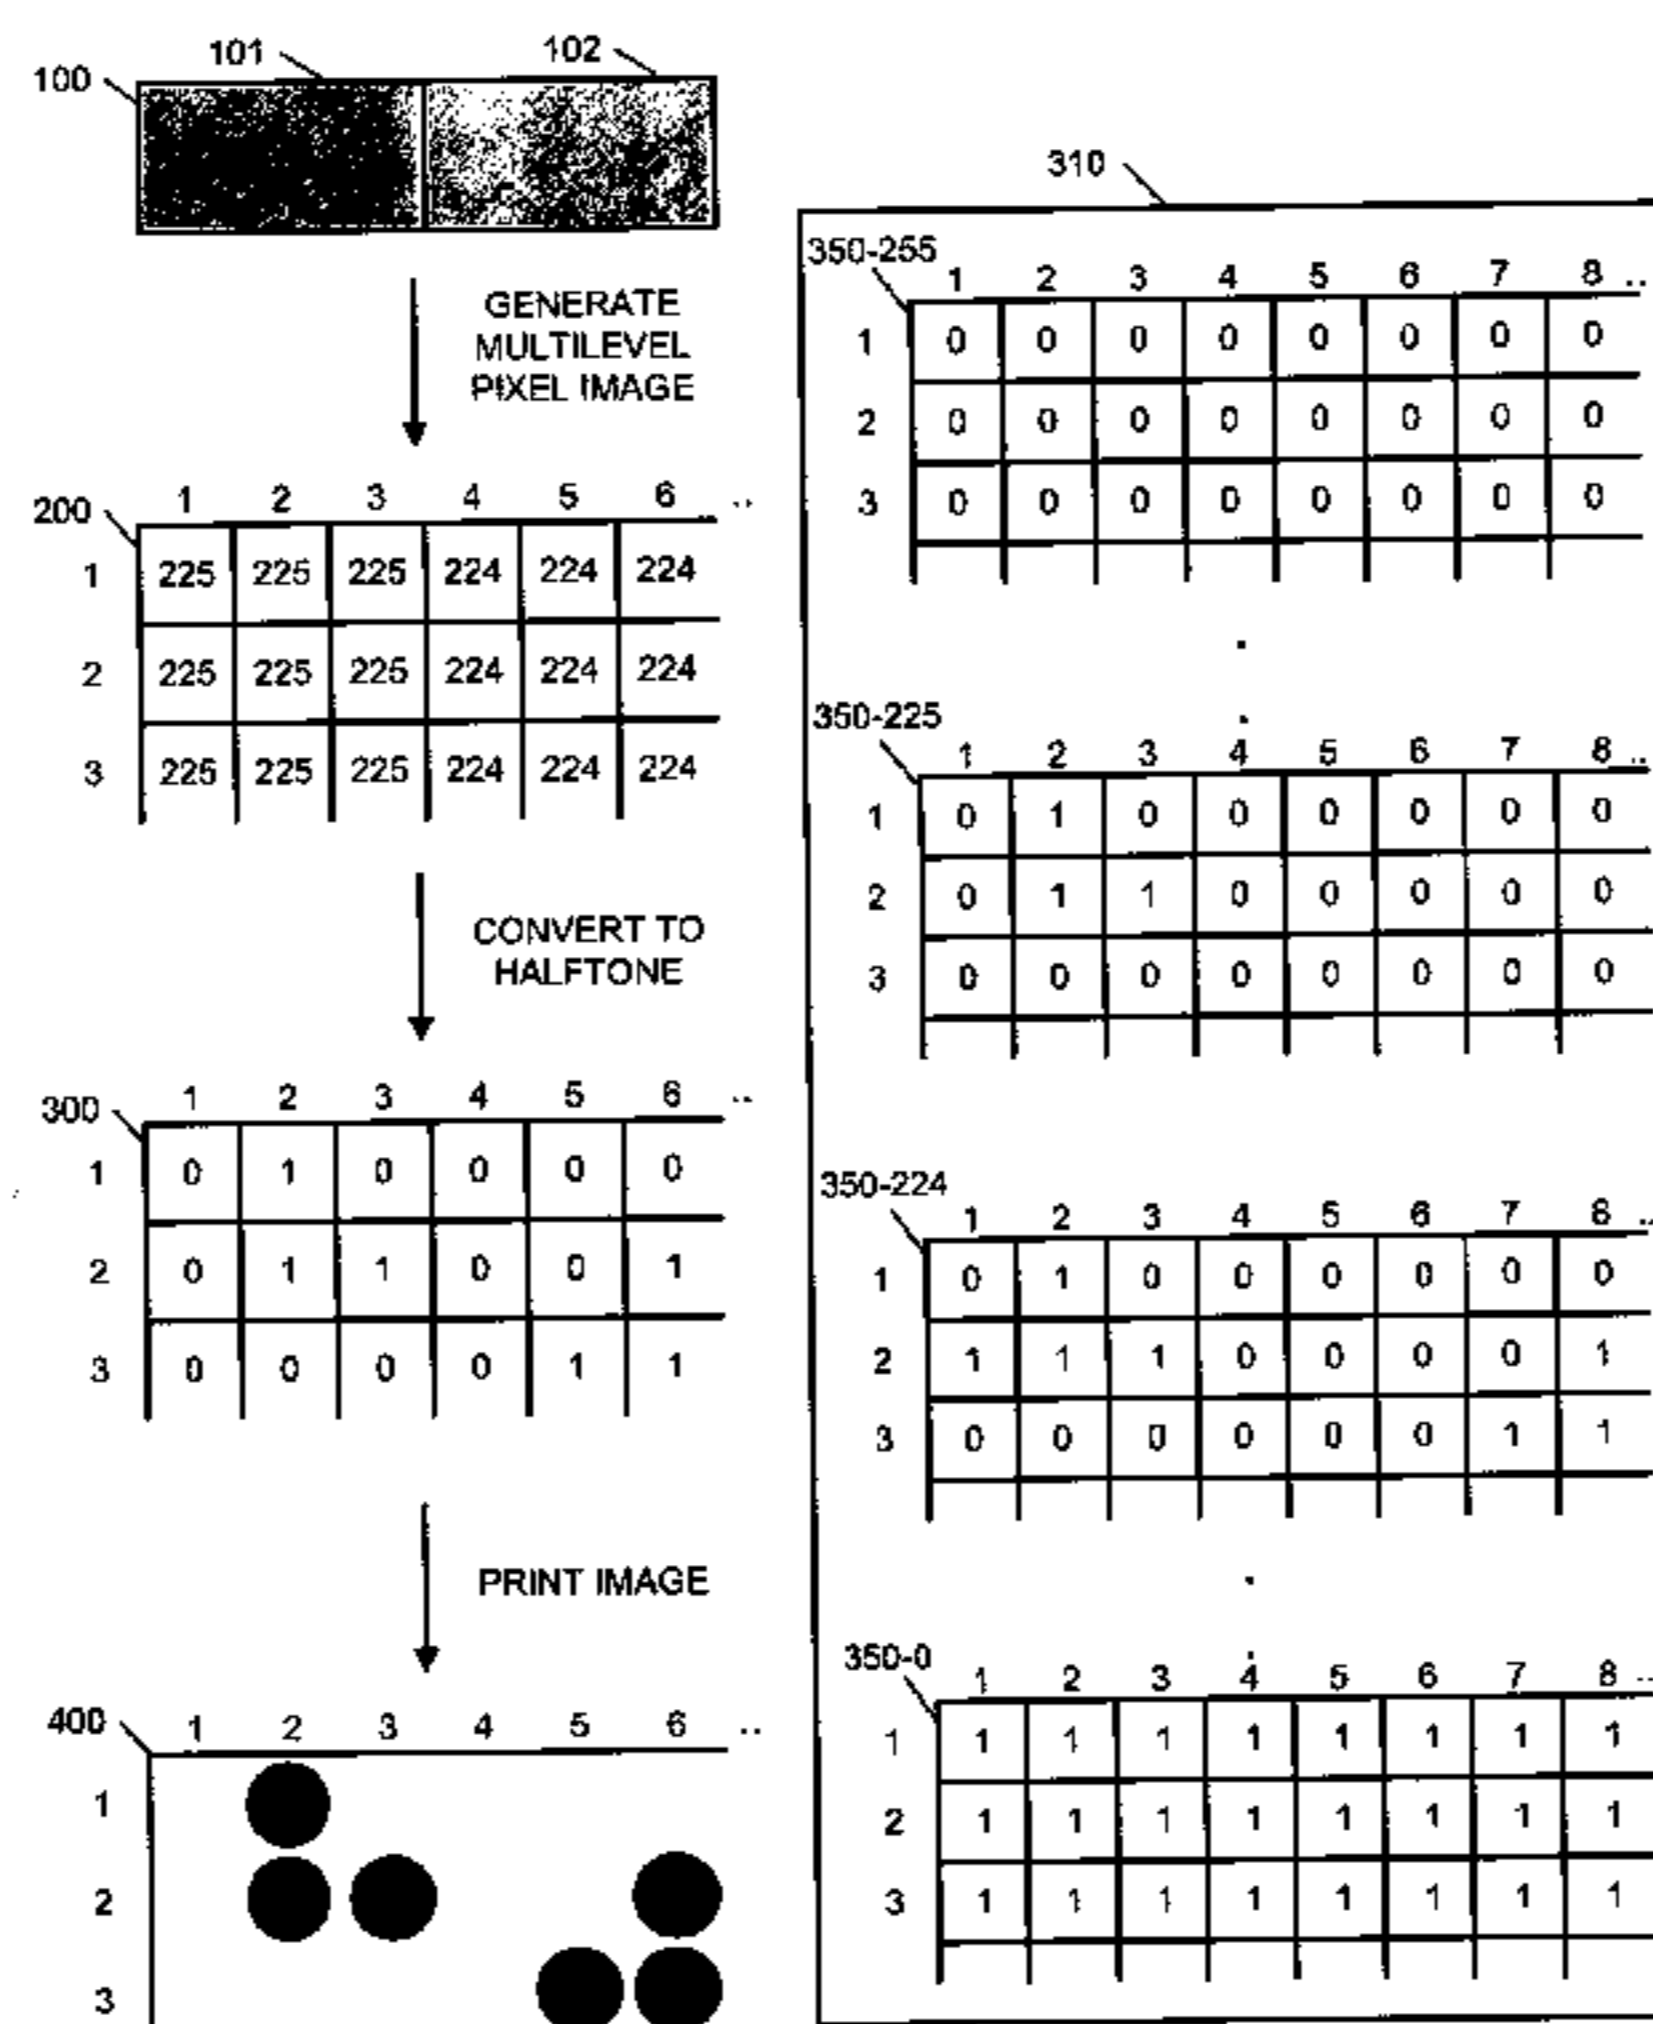 101 102
100
GENERATE
MULTILEVEL
PIXEL IMAGE
200 1 2 3 4 5 6 ..
1 225 225 225 224 224 224
2 225 225 225 224 224 224
3 225 225 225 224 224 224
CONVERT TO
HALFTONE
300 1 2 3 4 5 6 ..
1 0 1 0 0 0 0
2 0 1 1 0 0 1
3 0 0 0 0 1 1
PRINT IMAGE
400 1 2 3 4 5 6 ..
1
2
3
310
350-255
1 2 3 4 5 6 7 8 ..
1 0 0 0 0 0 0 0 0
2 0 0 0 0 0 0 0 0
3 0 0 0 0 0 0 0 0
350-225
1 2 3 4 5 6 7 8 ..
1 0 1 0 0 0 0 0 0
2 0 1 1 0 0 0 0 0
3 0 0 0 0 0 0 0 0
350-224
1 2 3 4 5 6 7 8 ..
1 0 1 0 0 0 0 0 0
2 1 1 1 0 0 0 0 1
3 0 0 0 0 0 0 1 1
350-0
1 2 3 4 5 6 7 8 ..
1 1 1 1 1 1 1 1 1
2 1 1 1 1 1 1 1 1
3 1 1 1 1 1 1 1 1